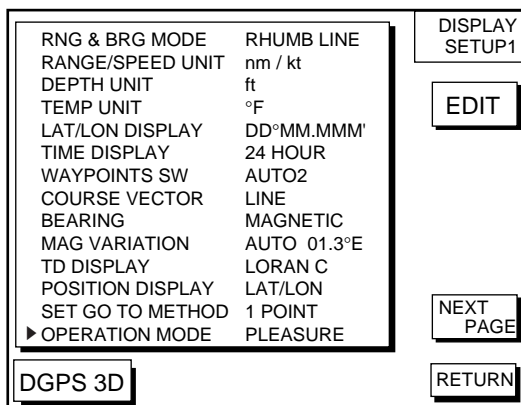 DISPLAY
SETUP1
RNG & BRG MODE RHUMB LINE
RANGE/SPEED UNIT nm / kt
DEPTH UNIT ft
TEMP UNIT °F
LAT/LON DISPLAY DD°MM.MMM'
TIME DISPLAY 24 HOUR
WAYPOINTS SW AUTO2
COURSE VECTOR LINE
BEARING MAGNETIC
MAG VARIATION AUTO 01.3°E
TD DISPLAY LORAN C
POSITION DISPLAY LAT/LON
SET GO TO METHOD 1 POINT
▶ OPERATION MODE PLEASURE
EDIT
NEXT
PAGE
DGPS 3D
RETURN